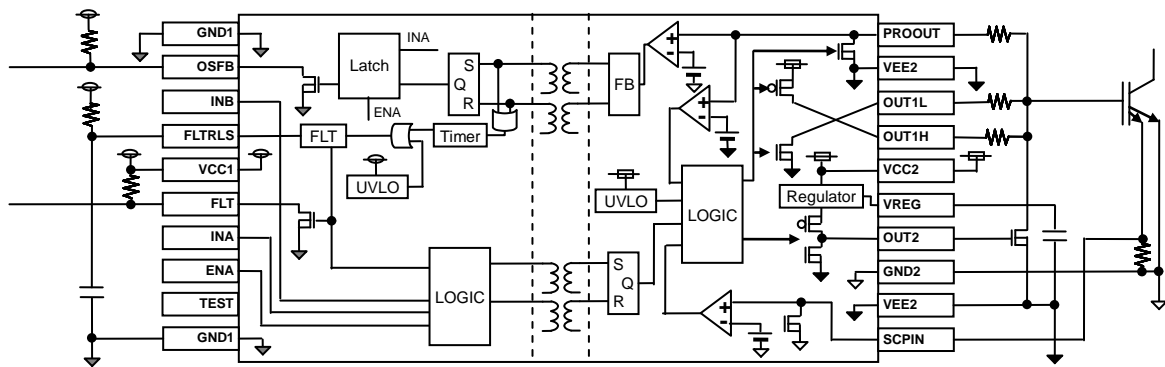 GND1
OSFB
INB
FLTRLS
VCC1
FLT
INA
ENA
TEST
GND1
INA
Latch
ENA
S
Q
R
FLT
Timer
UVLO
LOGIC
FB
+
-
+
-
UVLO
LOGIC
Regulator
S
Q
R
+
-
PROOUT
VEE2
OUT1L
OUT1H
VCC2
VREG
OUT2
GND2
VEE2
SCPIN